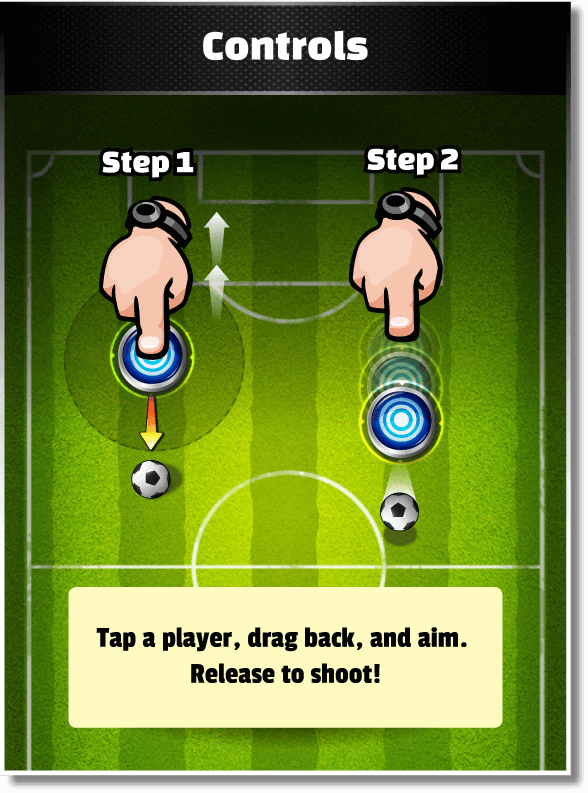 Controls
Step 1
Step 2
Tap a player, drag back, and aim.
Release to shoot!